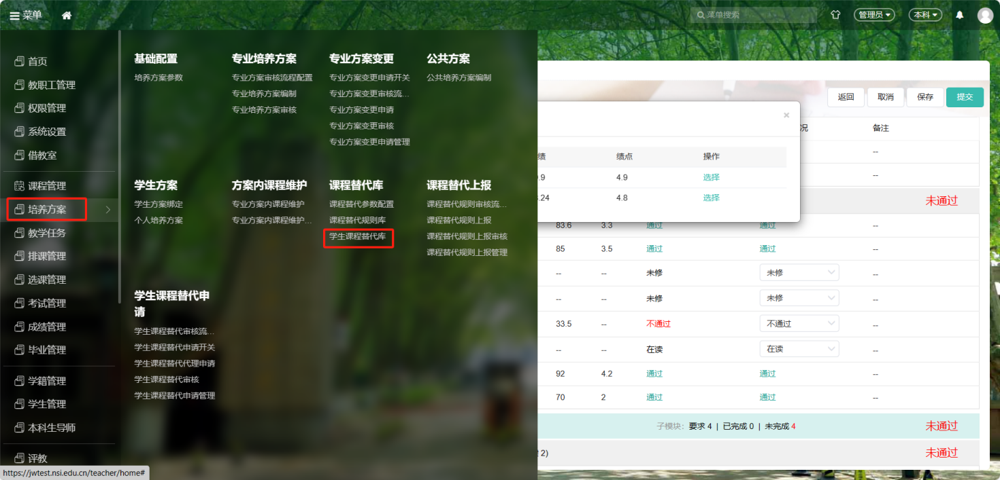 菜单
菜单搜索
管理员
本科
首页
教职工管理
权限管理
系统设置
借教室
课程管理
培养方案
教学任务
排课管理
选课管理
考试管理
成绩管理
毕业管理
学籍管理
学生管理
本科生导师
评教
https://jwtest.nsi.edu.cn/teacher/home#
基础配置
培养方案参数
专业培养方案
专业方案审核流程配置
专业培养方案编制
专业培养方案审核
专业方案变更
专业方案变更申请开关
专业方案变更审核流...
专业方案变更申请
专业方案变更审核
专业方案变更申请管理
公共方案
公共培养方案编制
学生方案
学生方案绑定
个人培养方案
方案内课程维护
专业方案内课程维护
专业方案内课程维护...
课程替代库
课程替代参数配置
课程替代规则库
学生课程替代库
课程替代上报
课程替代规则审核流...
课程替代规则上报
课程替代规则上报审核
课程替代规则上报管理
学生课程替代申
请
学生课程替代审核流...
学生课程替代申请开关
学生课程替代代理申请
学生课程替代审核
学生课程替代申请管理
返回 取消 保存 提交
况 备注
×
绩 绩点 操作
.9 4.9 选择
.24 4.8 选择
--
--
未通过
83.6 3.3 通过 通过 --
85 3.5 通过 通过 --
-- -- 未修 未修 --
-- -- 未修 未修 --
33.5 -- 不通过 不通过 --
-- -- 在读 在读 --
92 4.2 通过 通过 --
70 2 通过 通过 --
子模块: 要求 4 | 已完成 0 | 未完成 4 未通过
2) 未通过